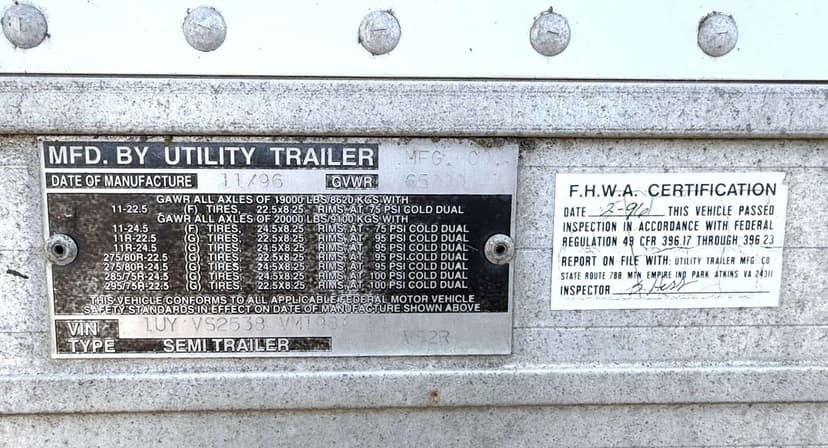 MFD. BY UTILITY TRAILER MFG. CO.
DATE OF MANUFACTURE 11/96 GVWR
GAWR ALL AXLES OF 19000 LBS/8620 KGS WITH
11-22.5 (F) TIRES, 22.5x8.25 RIMS, AT 75 PSI COLD DUAL
GAWR ALL AXLES OF 20000 LBS/9100 KGS WITH
11-24.5 (F) TIRES, 24.5x8.25 RIMS, AT 75 PSI COLD DUAL
11R-22.5 (G) TIRES, 22.5x8.25 RIMS, AT 95 PSI COLD DUAL
11R-24.5 (G) TIRES, 24.5x8.25 RIMS, AT 95 PSI COLD DUAL
275/80R-22.5 (G) TIRES, 22.5x8.25 RIMS, AT 95 PSI COLD DUAL
275/80R-24.5 (G) TIRES, 24.5x8.25 RIMS, AT 95 PSI COLD DUAL
285/75R-24.5 (G) TIRES, 24.5x8.25 RIMS, AT 100 PSI COLD DUAL
295/75R-22.5 (G) TIRES, 22.5x8.25 RIMS, AT 100 PSI COLD DUAL
THIS VEHICLE CONFORMS TO ALL APPLICABLE FEDERAL MOTOR VEHICLE
SAFETY STANDARDS IN EFFECT ON DATE OF MANUFACTURE SHOWN ABOVE
VIN 1UY VS2538
TYPE SEMI TRAILER VS2R
F.H.W.A. CERTIFICATION
DATE 2-96 THIS VEHICLE PASSED
INSPECTION IN ACCORDANCE WITH FEDERAL
REGULATION 49 CFR 396.17 THROUGH 396.23
REPORT ON FILE WITH: UTILITY TRAILER MFG CO
STATE ROUTE 788 MTN EMPIRE IND PARK ATKINS VA 24311
INSPECTOR